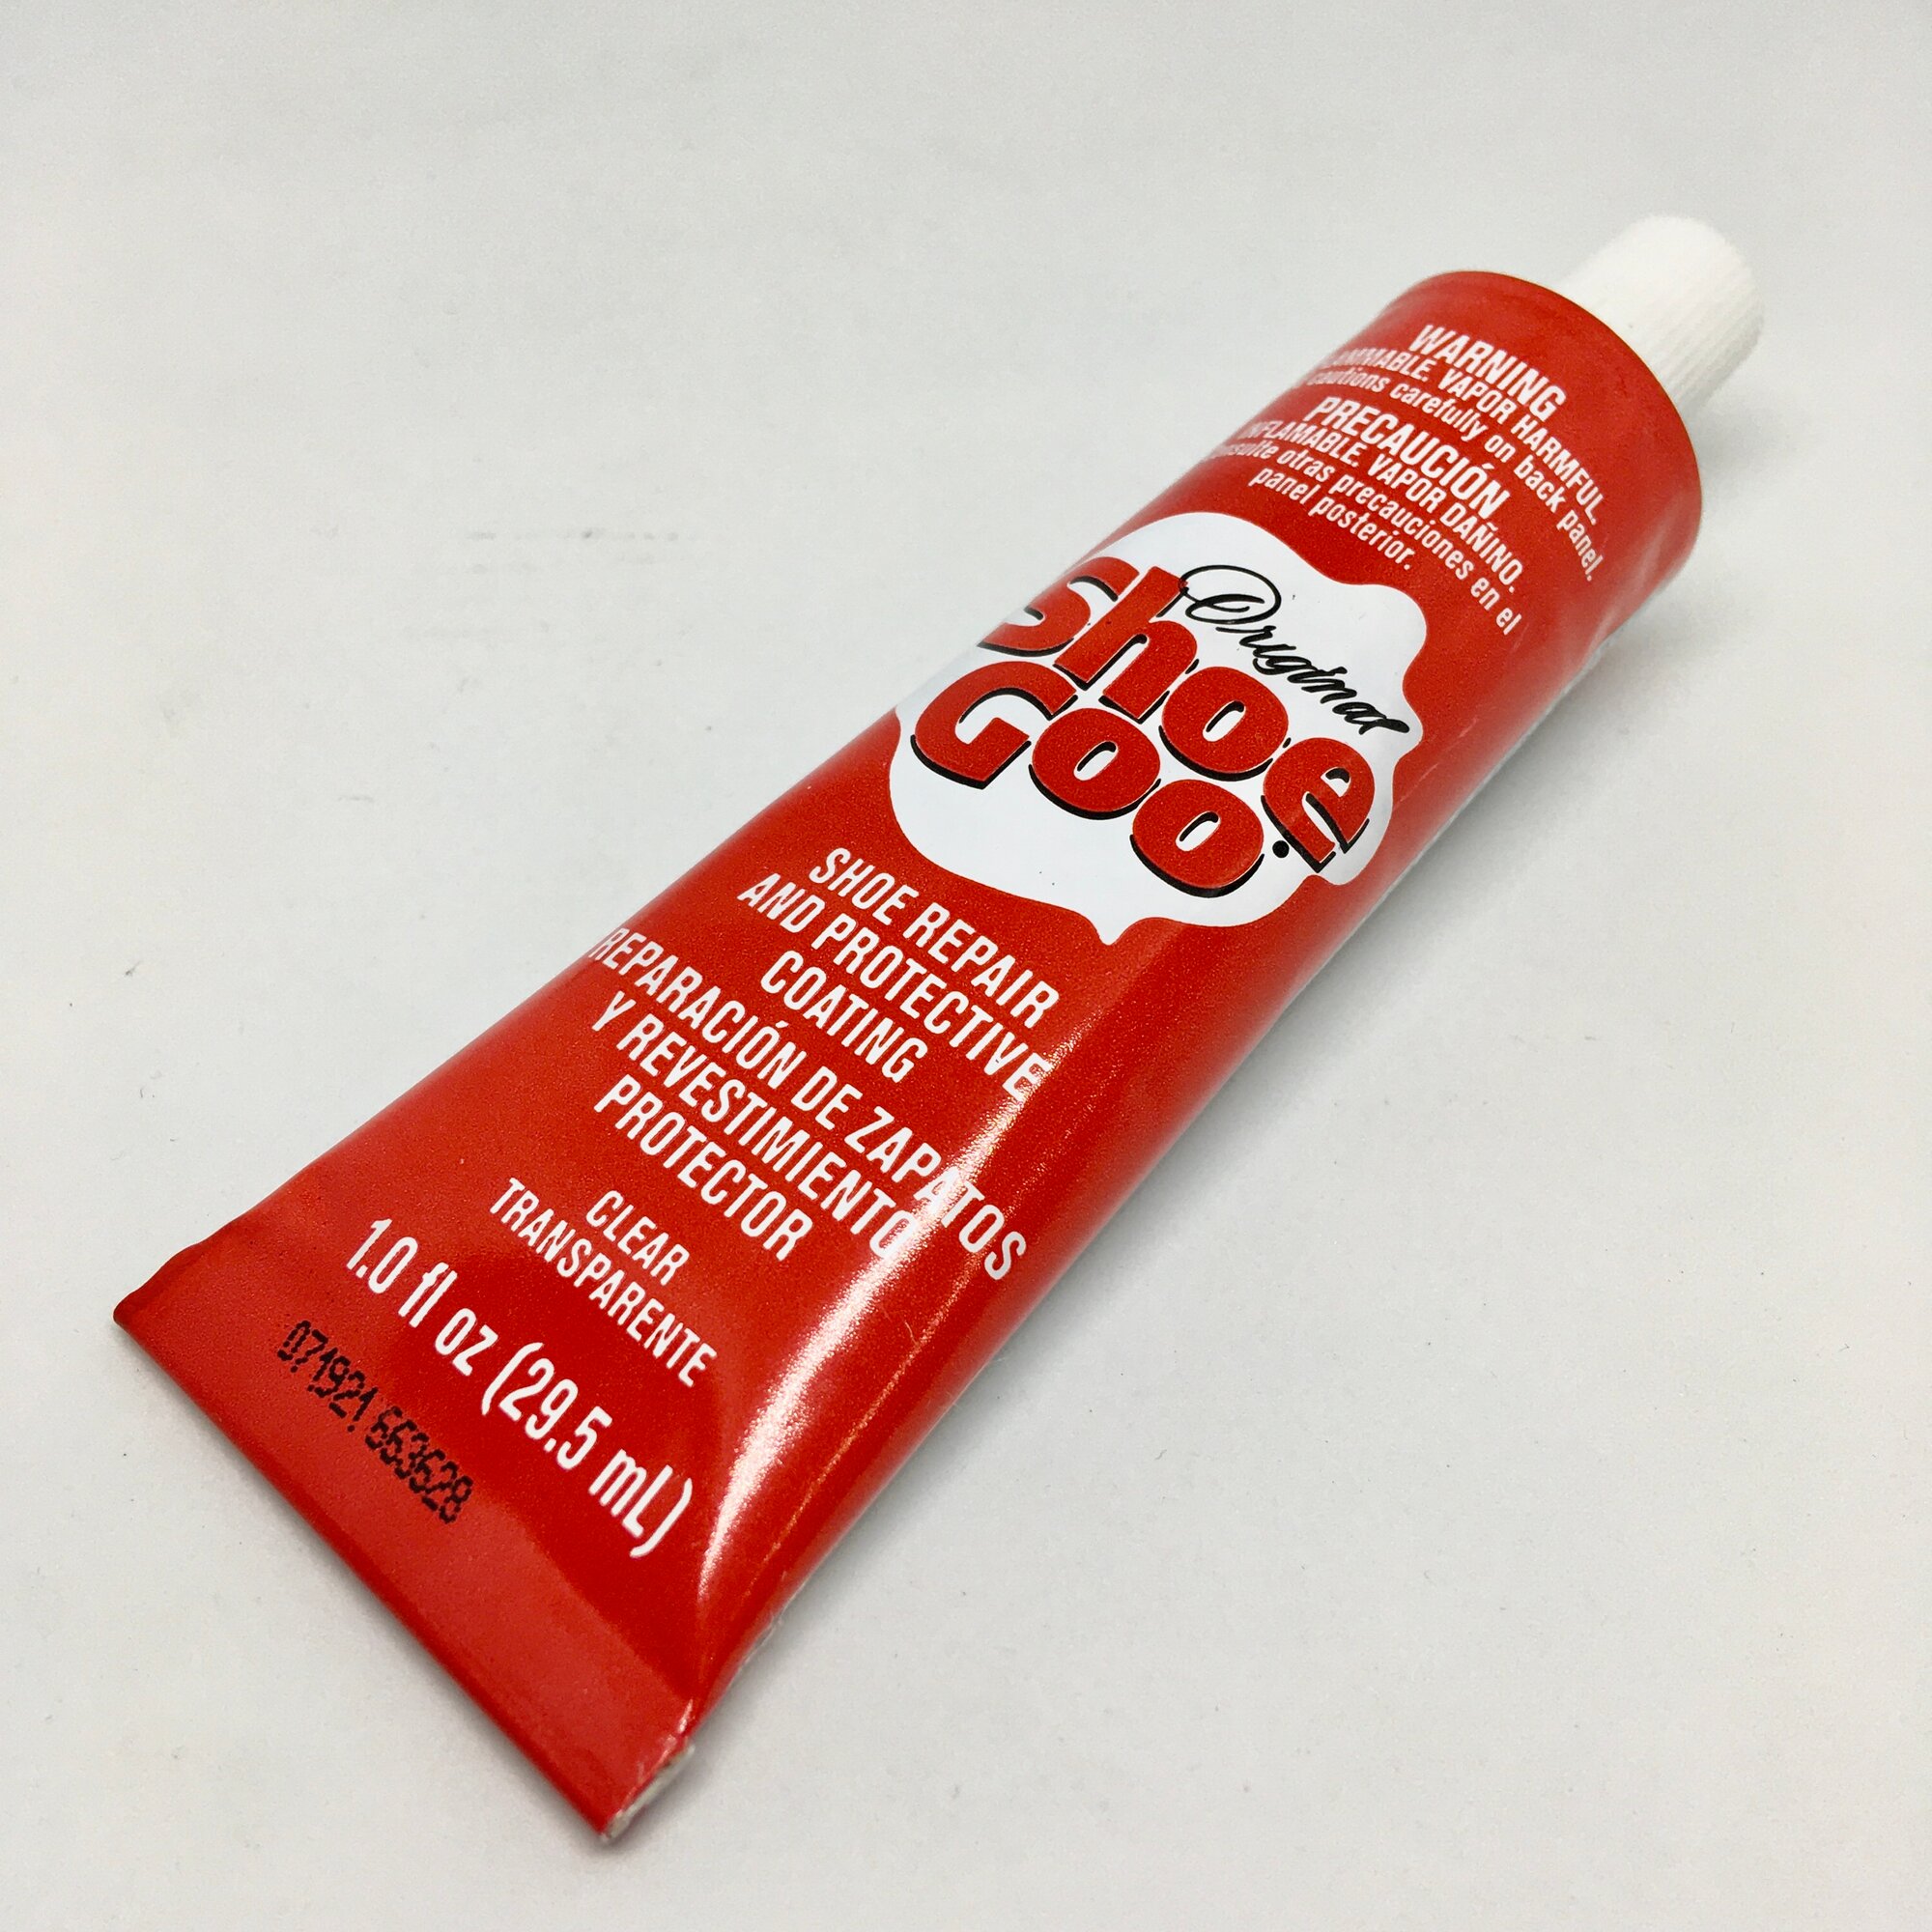 WARNING
FLAMMABLE. VAPOR HARMFUL.
cautions carefully on back panel.
PRECAUCIÓN
INFLAMABLE. VAPOR DAÑINO.
Consulte otras precauciones en el
panel posterior.
Original
Shoe
Goo
SHOE REPAIR
AND PROTECTIVE
COATING
REPARACIÓN DE ZAPATOS
Y REVESTIMIENTO
PROTECTOR
CLEAR
TRANSPARENTE
1.0 fl oz (29.5 mL)
071921 663628